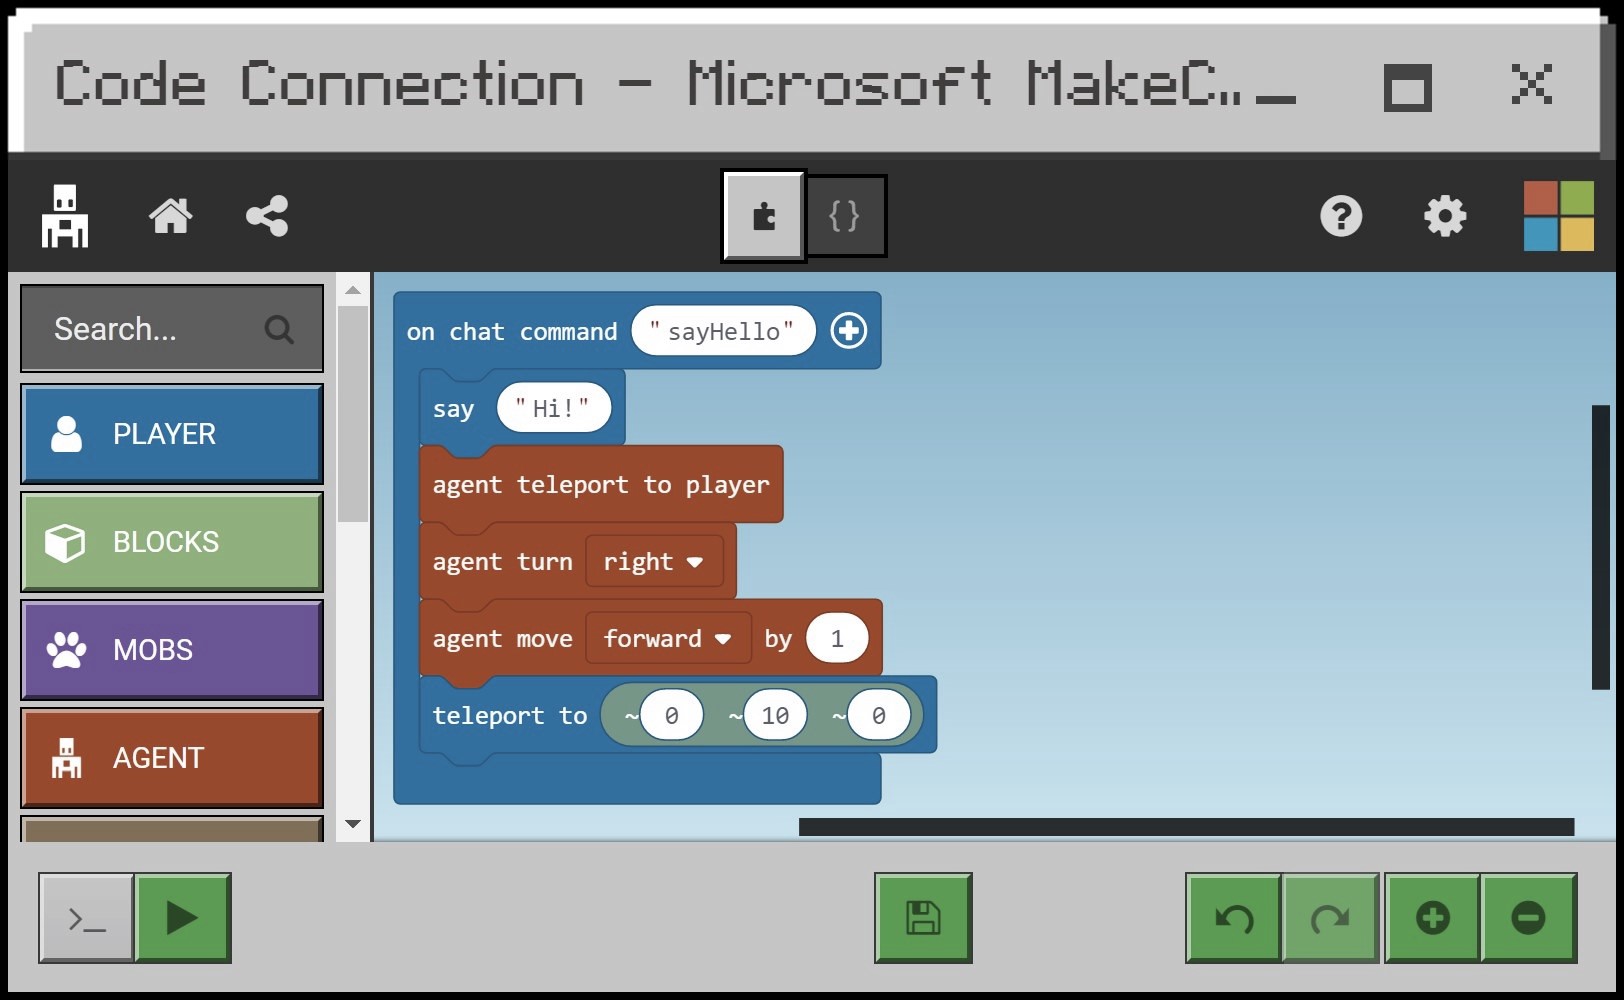 Code Connection - Microsoft MakeC...
{}
?
Search...
PLAYER
BLOCKS
MOBS
AGENT
on chat command "sayHello"
say "Hi!"
agent teleport to player
agent turn right
agent move forward by 1
teleport to ~0 ~10 ~0
>_